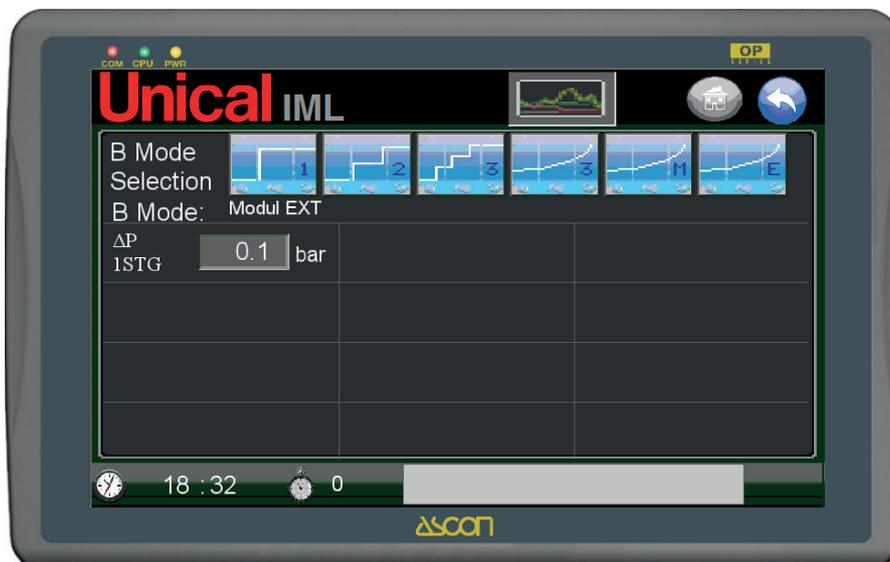 COM CPU PWR
OP
SERIES
Unical IML
B Mode
Selection
1 2 3 3 M E
B Mode: Modul EXT
ΔP
1STG 0.1 bar
18 : 32 0
ascon